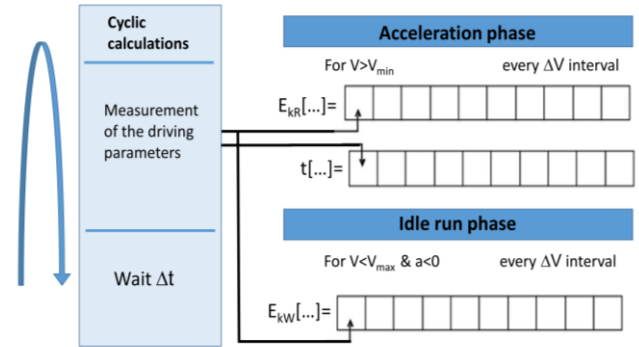 Cyclic
calculations
Measurement
of the driving
parameters
Wait Δt
Acceleration phase
For V>Vmin every ΔV interval
EkR[...]=
t[...]=
Idle run phase
For V<Vmax & a<0 every ΔV interval
EkW[...]=